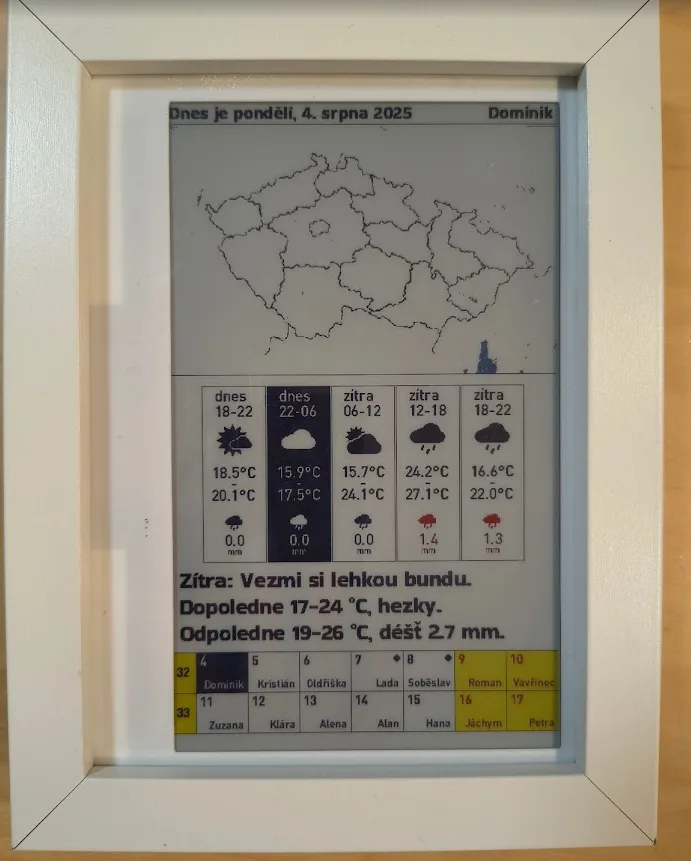 Dnes je pondělí, 4. srpna 2025 Dominik
dnes dnes zítra zítra zítra
18-22 22-06 06-12 12-18 18-22
18.5°C 15.9°C 15.7°C 24.2°C 16.6°C
- - - - -
20.1°C 17.5°C 24.1°C 27.1°C 22.0°C
0.0 0.0 0.0 1.4 1.3
mm mm mm mm mm
Zítra: Vezmi si lehkou bundu.
Dopoledne 17-24 °C, hezky.
Odpoledne 19-26 °C, déšť 2.7 mm.
32 4 5 6 7 8 9 10
Dominik Kristián Oldřiška Lada Soběslav Roman Vavřinec
33 11 12 13 14 15 16 17
Zuzana Klára Alena Alan Hana Jáchym Petra